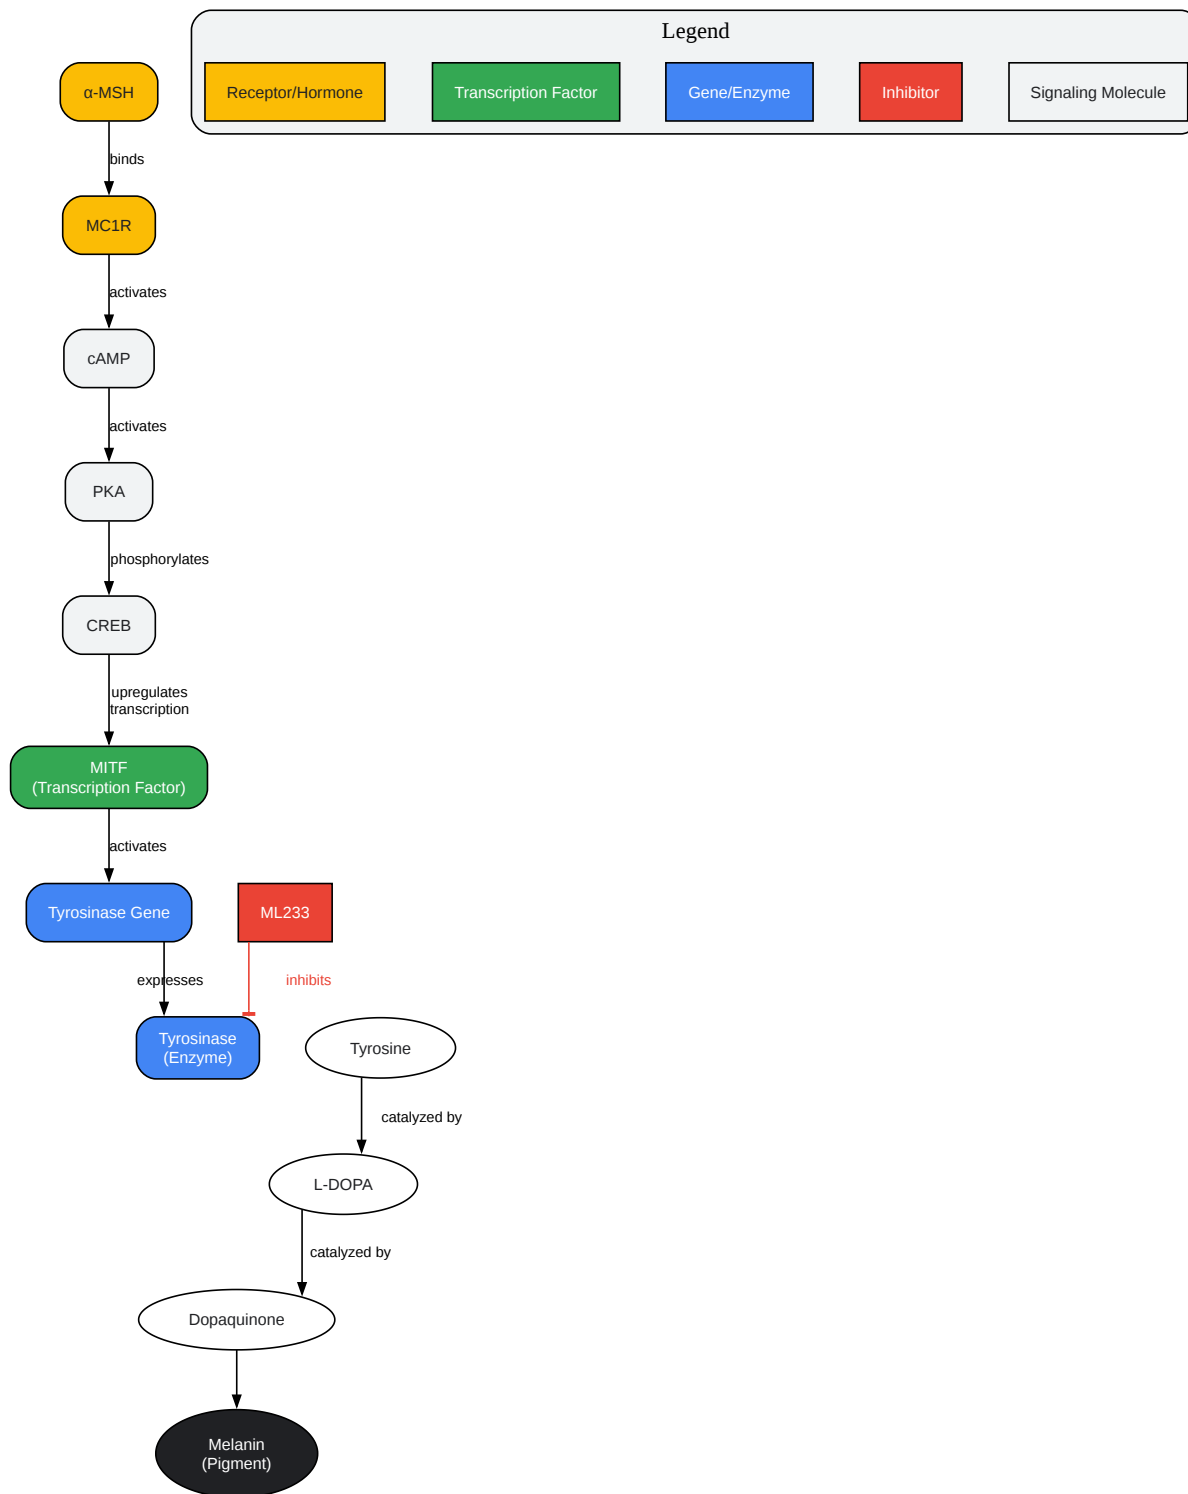 Legend
α-MSH
Receptor/Hormone
Transcription Factor
Gene/Enzyme
Inhibitor
Signaling Molecule
binds
MC1R
activates
cAMP
activates
PKA
phosphorylates
CREB
upregulates
transcription
MITF
(Transcription Factor)
activates
Tyrosinase Gene
ML233
expresses
inhibits
Tyrosinase
(Enzyme)
Tyrosine
catalyzed by
L-DOPA
catalyzed by
Dopaquinone
Melanin
(Pigment)